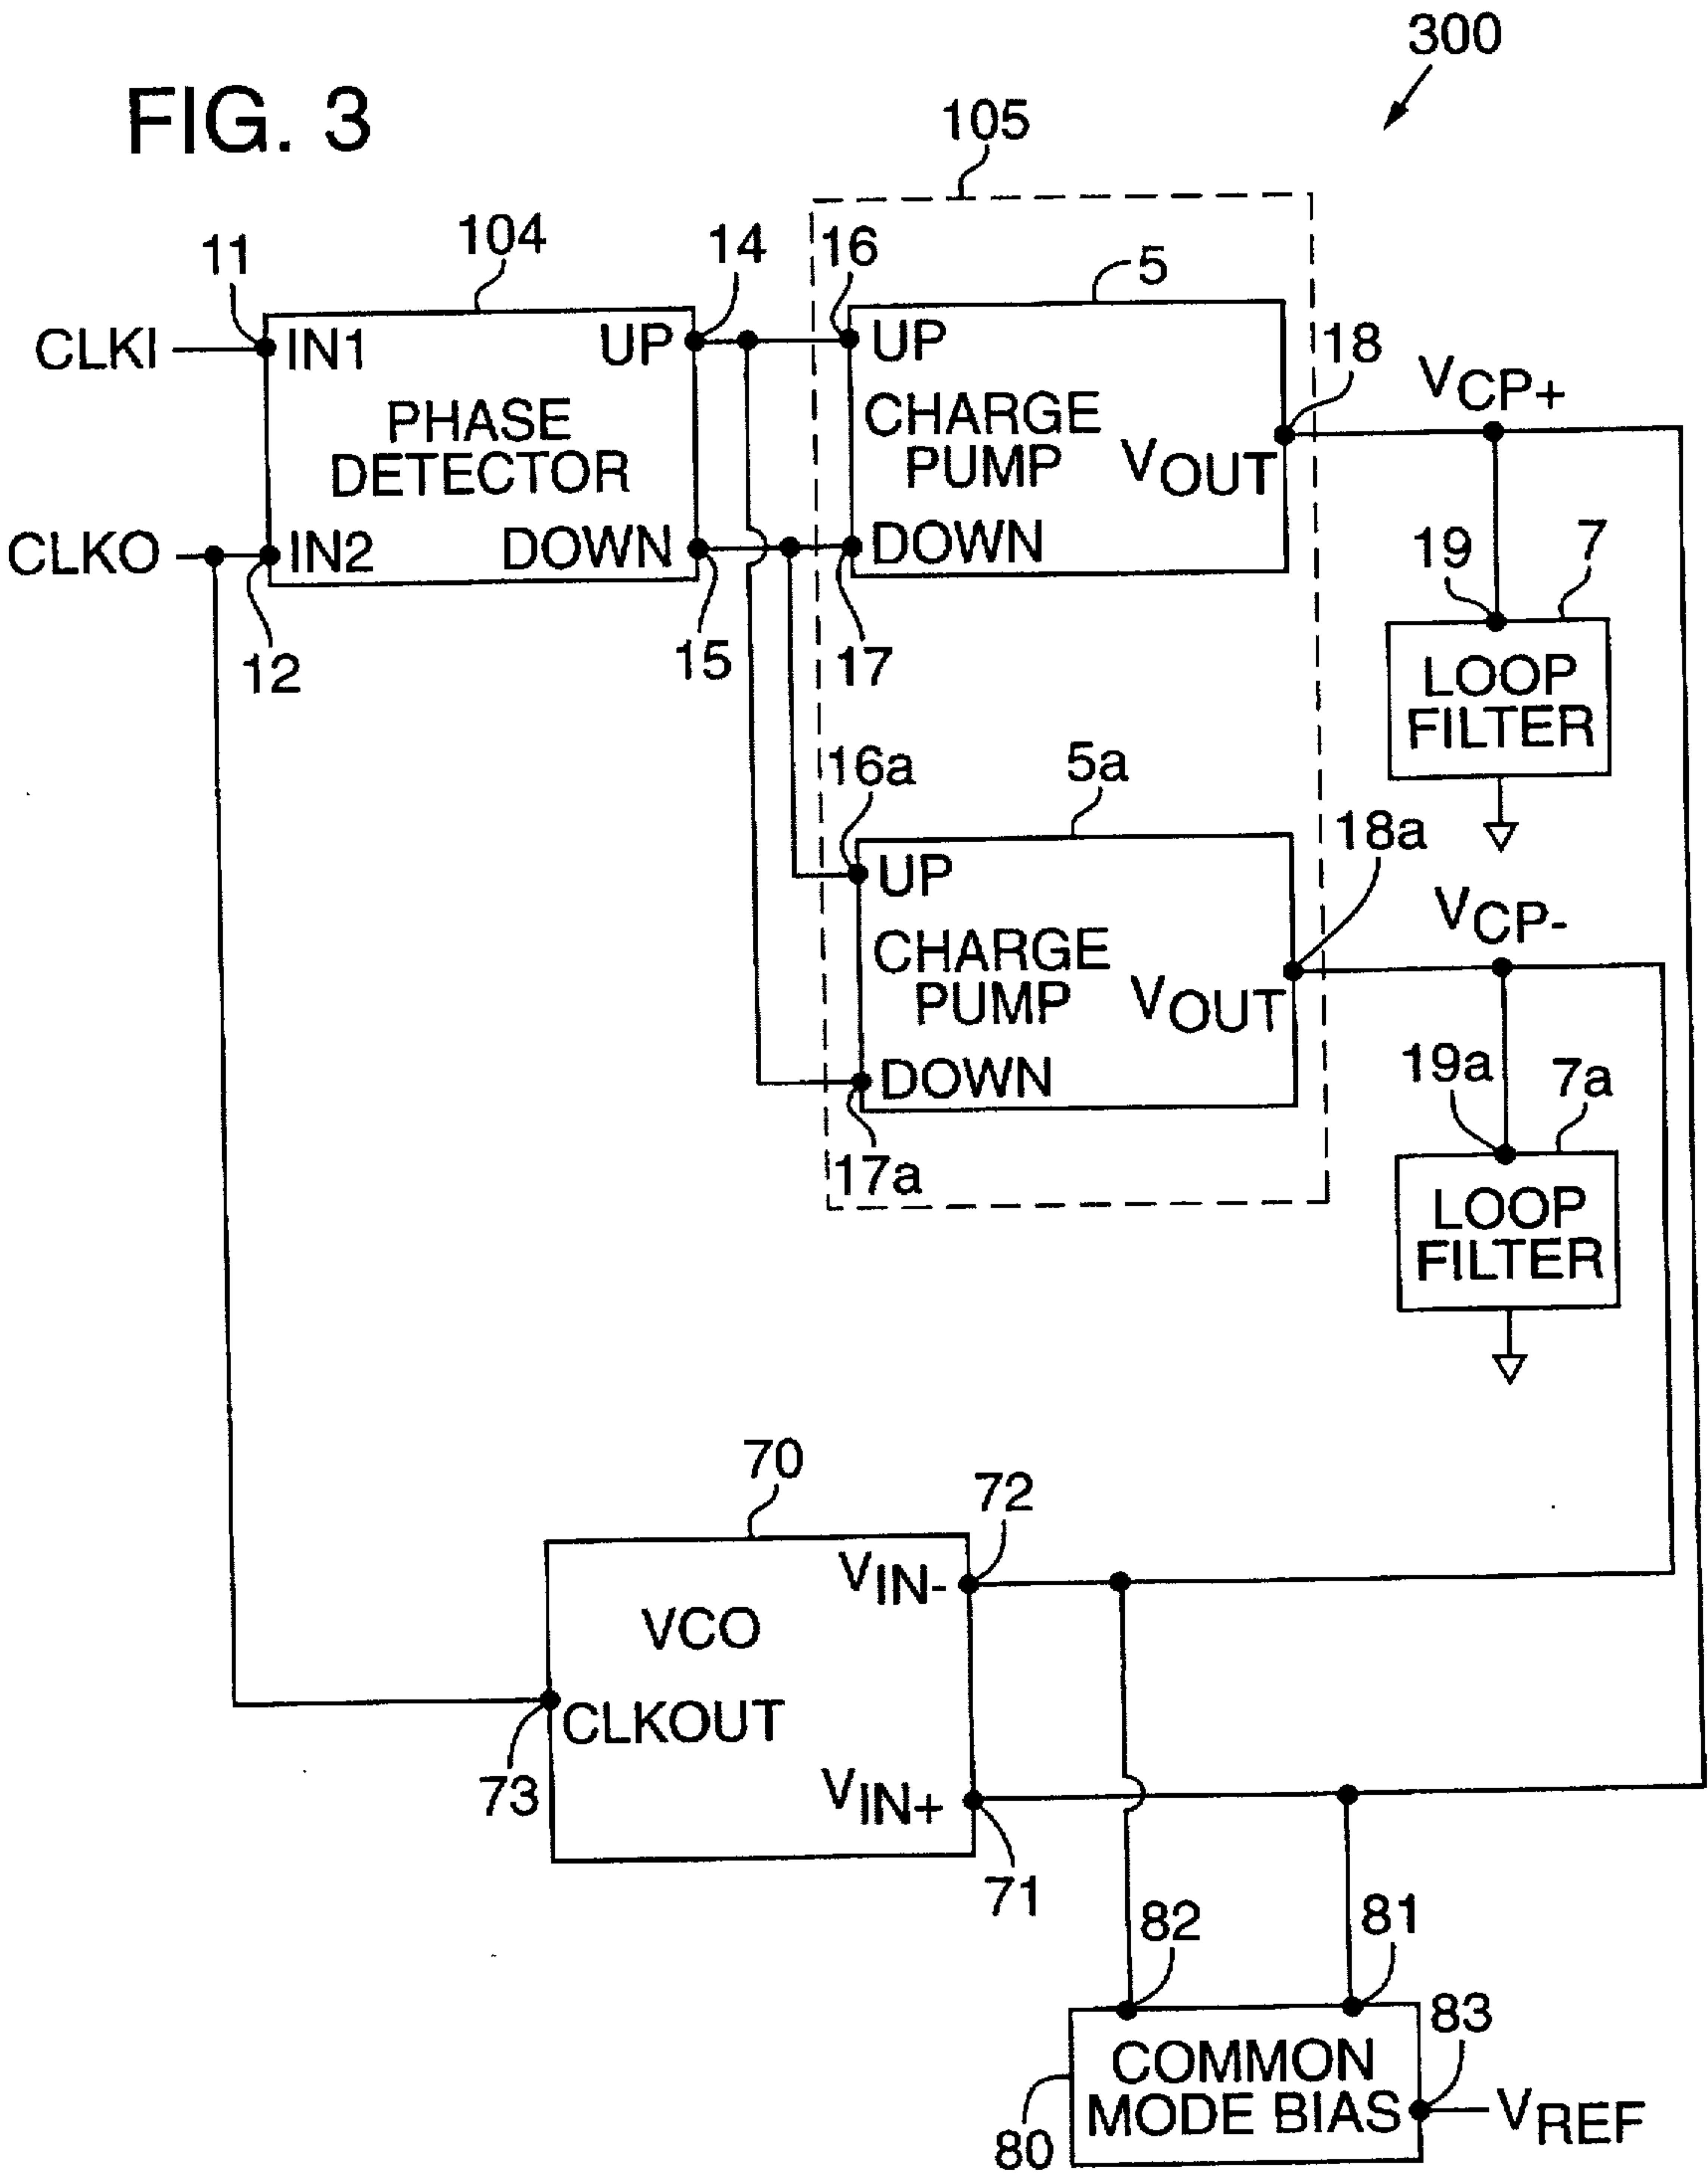 300
FIG. 3
105
104
11
14
16
5
CLKI
IN1
UP
UP
18
VCP+
PHASE
DETECTOR
CHARGE
PUMP
VOUT
CLKO
IN2
DOWN
DOWN
19
7
12
15
17
LOOP
FILTER
16a
5a
18a
UP
VCP-
CHARGE
PUMP
VOUT
19a
7a
DOWN
17a
LOOP
FILTER
70
72
VIN-
VCO
CLKOUT
73
VIN+
71
82
81
83
COMMON
MODE BIAS
VREF
80